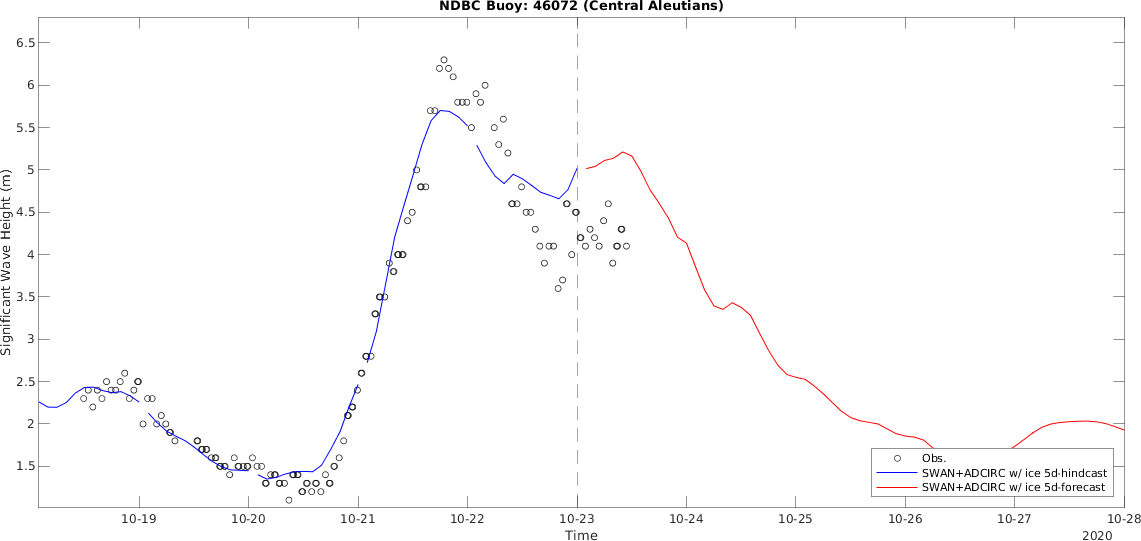 NDBC Buoy: 46072 (Central Aleutians)
Significant Wave Height (m)
6.5
6
5.5
5
4.5
4
3.5
3
2.5
2
1.5
Obs.
SWAN+ADCIRC w/ ice 5d-hindcast
SWAN+ADCIRC w/ ice 5d-forecast
10-19 10-20 10-21 10-22 10-23 10-24 10-25 10-26 10-27 10-28
Time
2020